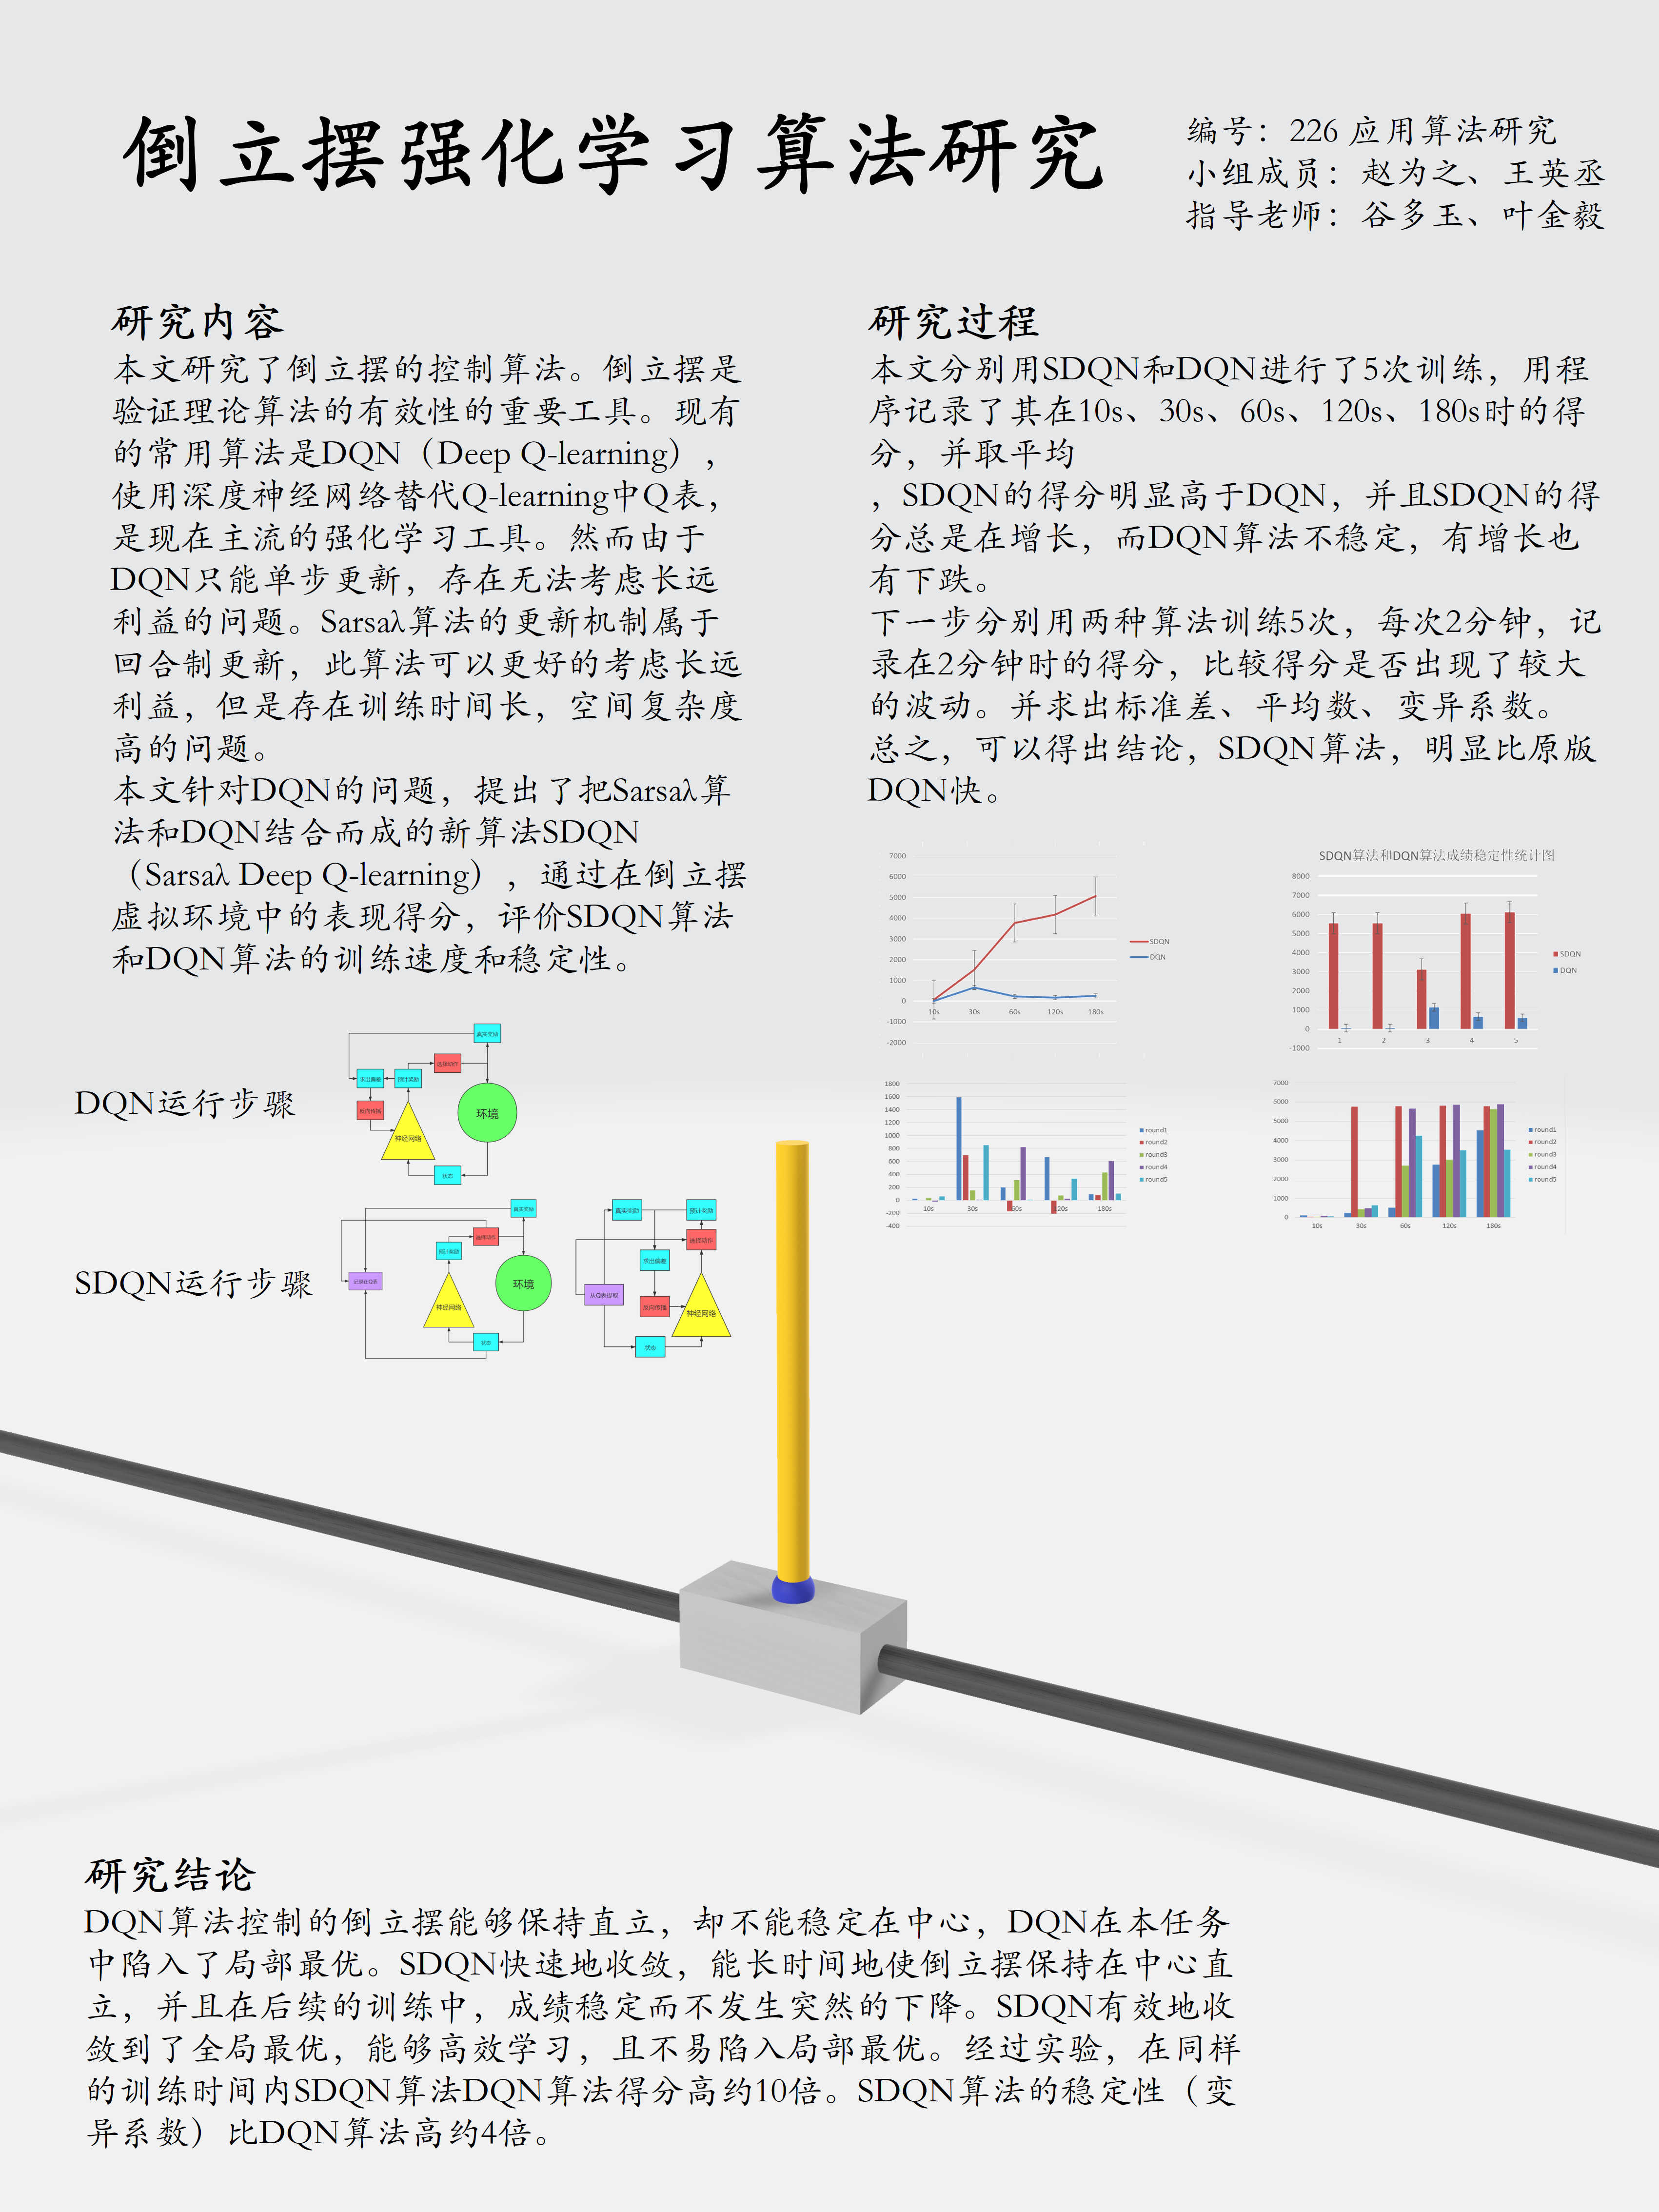 倒立摆强化学习算法研究
编号：226 应用算法研究
小组成员：赵为之、王英丞
指导老师：谷多玉、叶金毅
研究内容
本文研究了倒立摆的控制算法。倒立摆是
验证理论算法的有效性的重要工具。现有
的常用算法是DQN（Deep Q-learning），
使用深度神经网络替代Q-learning中Q表，
是现在主流的强化学习工具。然而由于
DQN只能单步更新，存在无法考虑长远
利益的问题。Sarsaλ算法的更新机制属于
回合制更新，此算法可以更好的考虑长远
利益，但是存在训练时间长，空间复杂度
高的问题。
本文针对DQN的问题，提出了把Sarsaλ算
法和DQN结合而成的新算法SDQN
（Sarsaλ Deep Q-learning），通过在倒立摆
虚拟环境中的表现得分，评价SDQN算法
和DQN算法的训练速度和稳定性。
DQN运行步骤
真实奖励
选择动作
求出偏差
预计奖励
反向传播
环境
神经网络
状态
SDQN运行步骤
真实奖励
选择动作
预计奖励
记录在Q表
环境
神经网络
状态
真实奖励
预计奖励
选择动作
求出偏差
从Q表提取
反向传播
神经网络
状态
研究过程
本文分别用SDQN和DQN进行了5次训练，用程
序记录了其在10s、30s、60s、120s、180s时的得
分，并取平均
，SDQN的得分明显高于DQN，并且SDQN的得
分总是在增长，而DQN算法不稳定，有增长也
有下跌。
下一步分别用两种算法训练5次，每次2分钟，记
录在2分钟时的得分，比较得分是否出现了较大
的波动。并求出标准差、平均数、变异系数。
总之，可以得出结论，SDQN算法，明显比原版
DQN快。
7000
6000
5000
4000
3000
2000
1000
0
-1000
-2000
10s 30s 60s 120s 180s
SDQN
DQN
SDQN算法和DQN算法成绩稳定性统计图
8000
7000
6000
5000
4000
3000
2000
1000
0
-1000
1 2 3 4 5
SDQN
DQN
1800
1600
1400
1200
1000
800
600
400
200
0
-200
-400
10s 30s 60s 120s 180s
round1
round2
round3
round4
round5
7000
6000
5000
4000
3000
2000
1000
0
10s 30s 60s 120s 180s
round1
round2
round3
round4
round5
研究结论
DQN算法控制的倒立摆能够保持直立，却不能稳定在中心，DQN在本任务
中陷入了局部最优。SDQN快速地收敛，能长时间地使倒立摆保持在中心直
立，并且在后续的训练中，成绩稳定而不发生突然的下降。SDQN有效地收
敛到了全局最优，能够高效学习，且不易陷入局部最优。经过实验，在同样
的训练时间内SDQN算法DQN算法得分高约10倍。SDQN算法的稳定性（变
异系数）比DQN算法高约4倍。